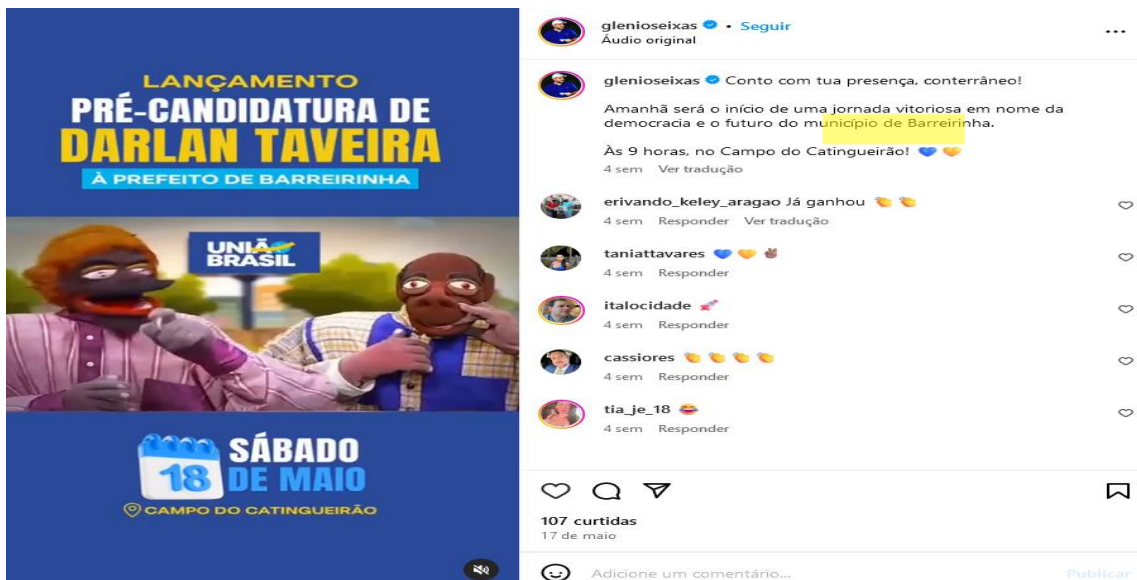 LANÇAMENTO
PRÉ-CANDIDATURA DE
DARLAN TAVEIRA
À PREFEITO DE BARREIRINHA
UNIÃO
BRASIL
SÁBADO
18 DE MAIO
CAMPO DO CATINGUEIRÃO
glenioseixas • Seguir
Áudio original
glenioseixas Conto com tua presença, conterrâneo!
Amanhã será o início de uma jornada vitoriosa em nome da
democracia e o futuro do município de Barreirinha.
Às 9 horas, no Campo do Catingueirão! 💙🧡
4 sem Ver tradução
erivando_keley_aragao Já ganhou 👏👏
4 sem Responder Ver tradução
taniattavares 💙🧡✌🏾
4 sem Responder
italocidade 🚀
4 sem Responder
cassiores 👏👏👏👏
4 sem Responder
tia_je_18 😂
4 sem Responder
107 curtidas
17 de maio
Adicione um comentário... Publicar